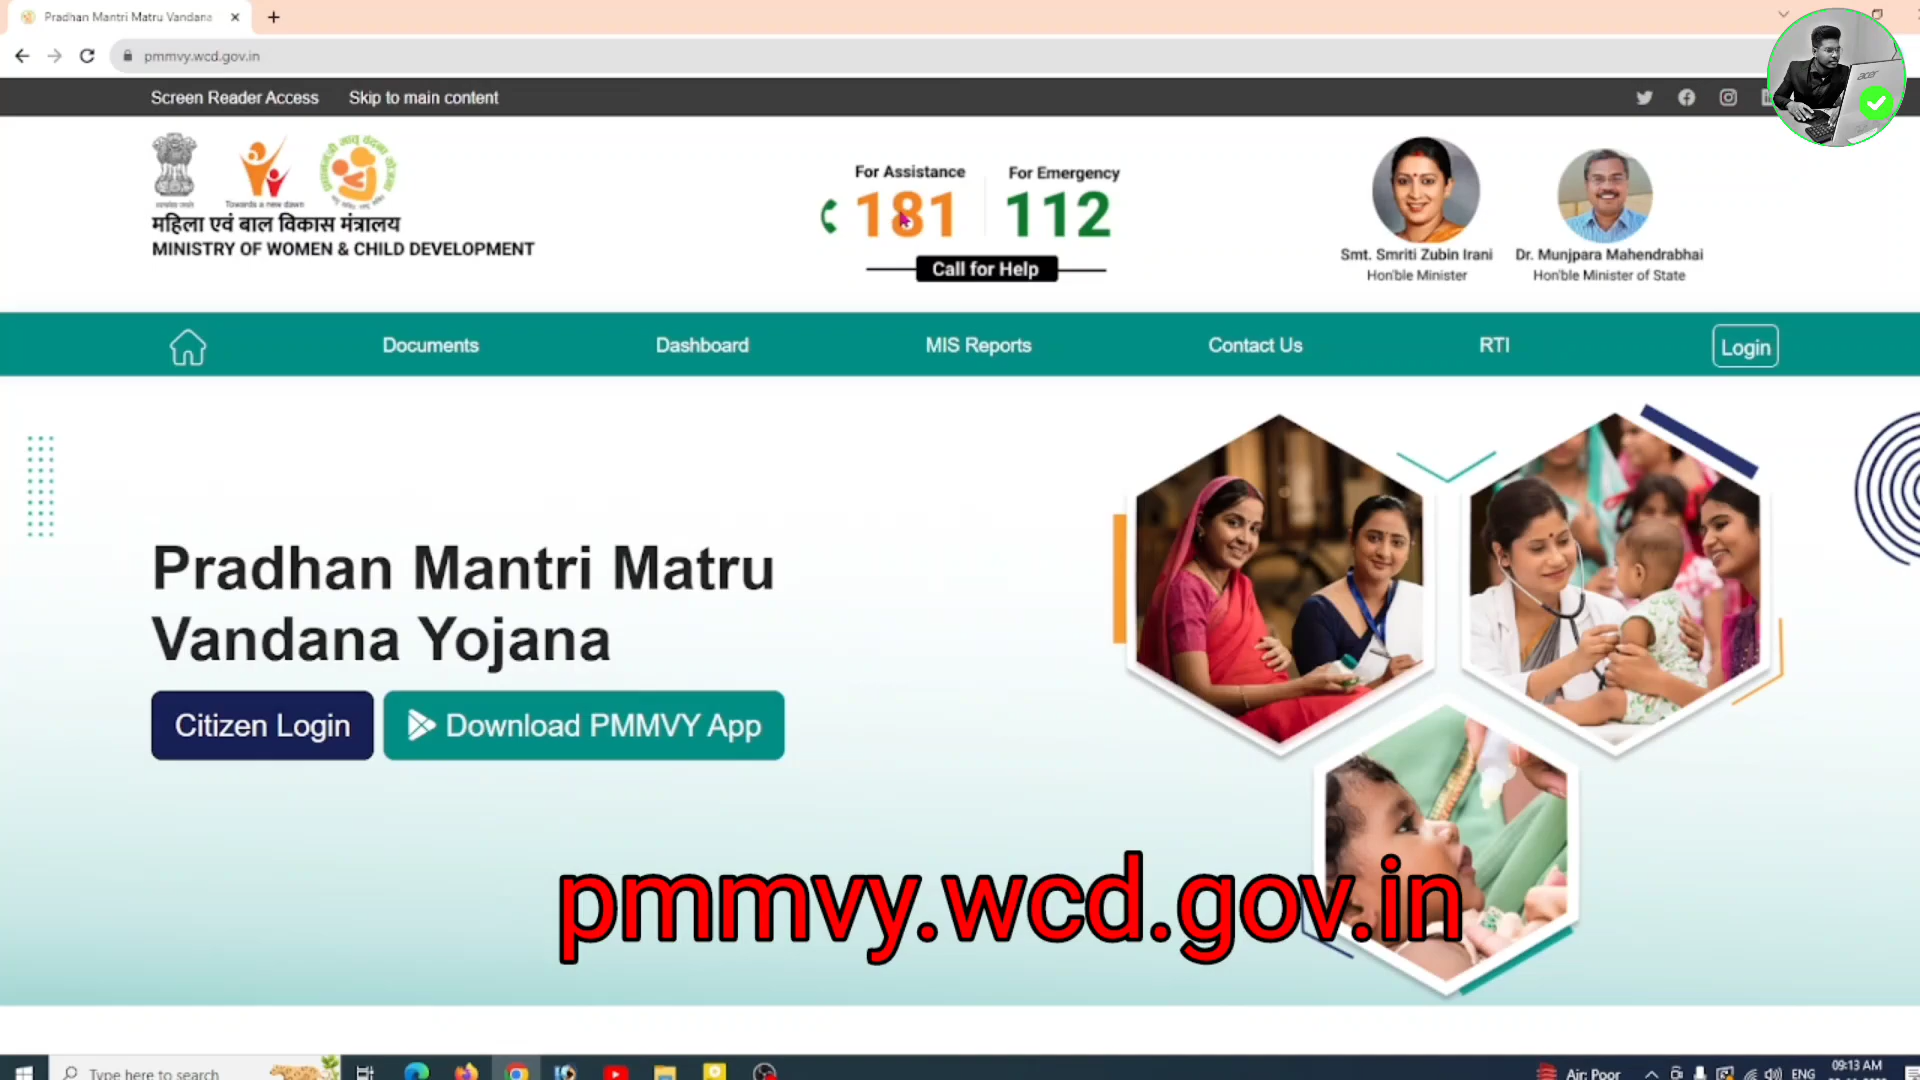 Pradhan Mantri Matru Vandana
pmmvy.wcd.gov.in
Screen Reader Access Skip to main content
acer
Towards a new dawn
महिला एवं बाल विकास मंत्रालय
MINISTRY OF WOMEN & CHILD DEVELOPMENT
For Assistance For Emergency
181 112
Call for Help
Smt. Smriti Zubin Irani
Hon'ble Minister
Dr. Munjpara Mahendrabhai
Hon'ble Minister of State
Documents Dashboard MIS Reports Contact Us RTI Login
Pradhan Mantri Matru
Vandana Yojana
Citizen Login Download PMMVY App
pmmvy.wcd.gov.in
Type here to search
Air: Poor ENG 09:13 AM